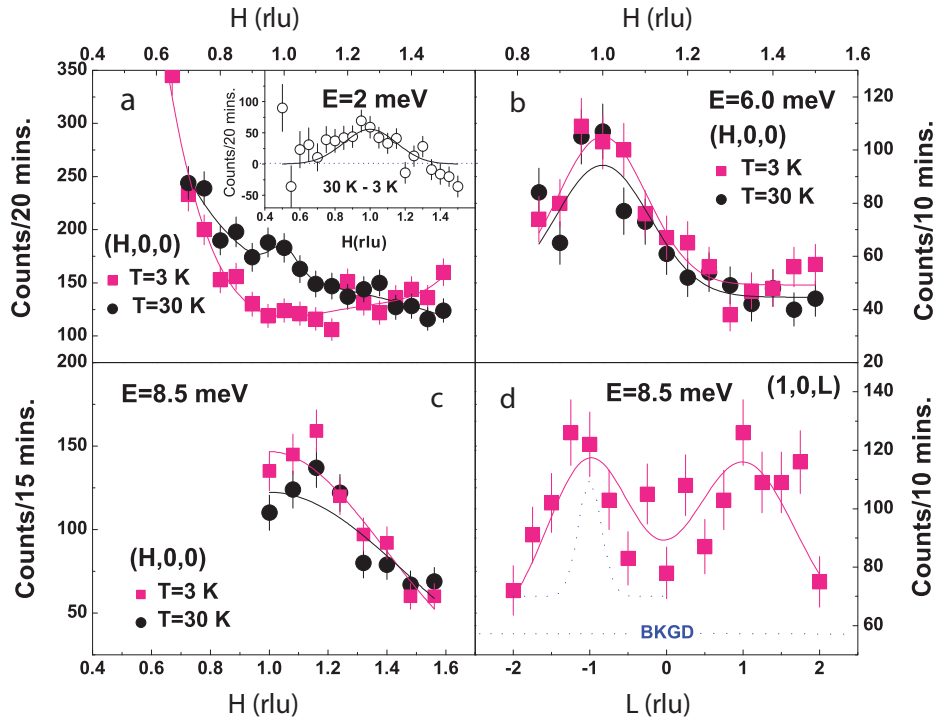 H (rlu)
H (rlu)
0.4 0.6 0.8 1.0 1.2 1.4
0.8 1.0 1.2 1.4 1.6
350
300
250
200
150
100
Counts/20 mins.
a
(H,0,0)
T=3 K
T=30 K
E=2 meV
100
50
0
-50
Counts/20 mins.
30 K - 3 K
0.4 0.6 0.8 1.0 1.2 1.4 1.6
H(rlu)
b
E=6.0 meV
(H,0,0)
T=3 K
T=30 K
120
100
80
60
40
20
Counts/10 mins.
200
150
100
50
Counts/15 mins.
E=8.5 meV
c
(H,0,0)
T=3 K
T=30 K
0.4 0.6 0.8 1.0 1.2 1.4 1.6
H (rlu)
d
E=8.5 meV
(1,0,L)
BKGD
140
120
100
80
60
Counts/10 mins.
-2 -1 0 1 2
L (rlu)